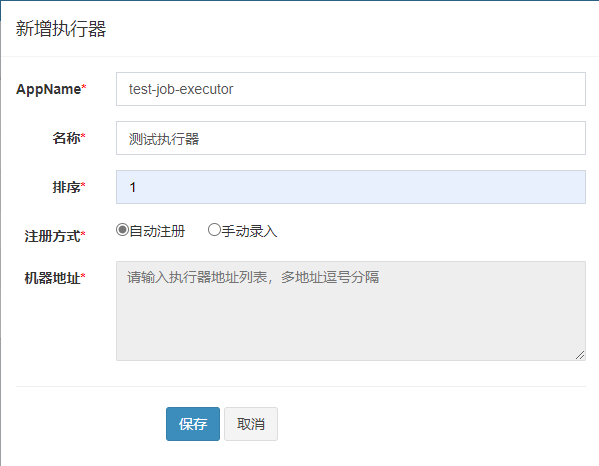 新增执行器
AppName* test-job-executor
名称* 测试执行器
排序* 1
注册方式* 自动注册 手动录入
机器地址* 请输入执行器地址列表，多地址逗号分隔
保存 取消